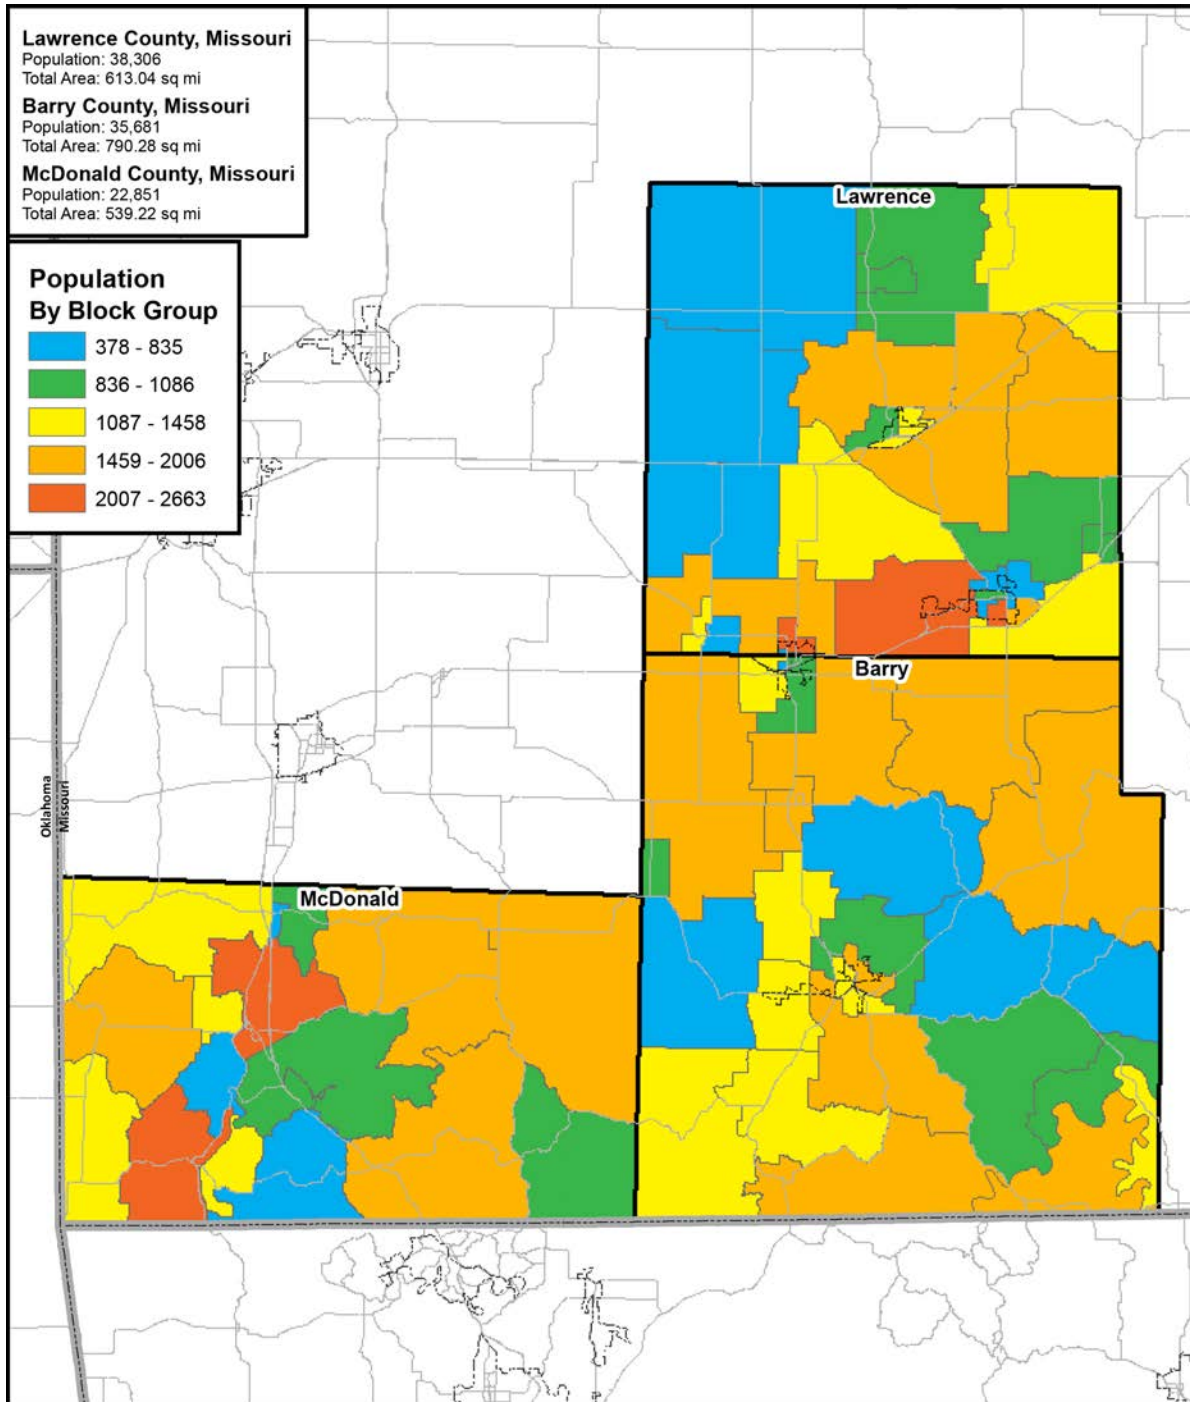 Lawrence County, Missouri
Population: 38,306
Total Area: 613.04 sq mi
Barry County, Missouri
Population: 35,681
Total Area: 790.28 sq mi
McDonald County, Missouri
Population: 22,851
Total Area: 539.22 sq mi
Population
By Block Group
378 - 835
836 - 1086
1087 - 1458
1459 - 2006
2007 - 2663
Lawrence
Barry
McDonald
Oklahoma
Missouri